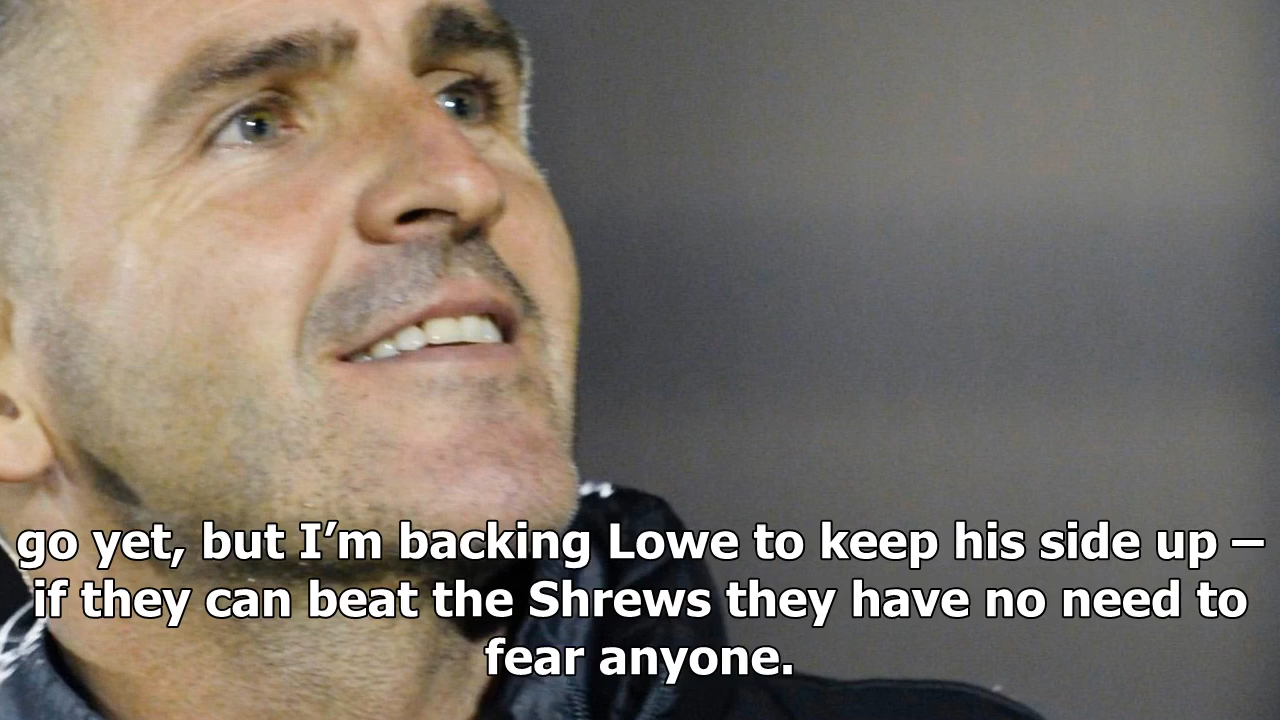 go yet, but I’m backing Lowe to keep his side up –
if they can beat the Shrews they have no need to
fear anyone.